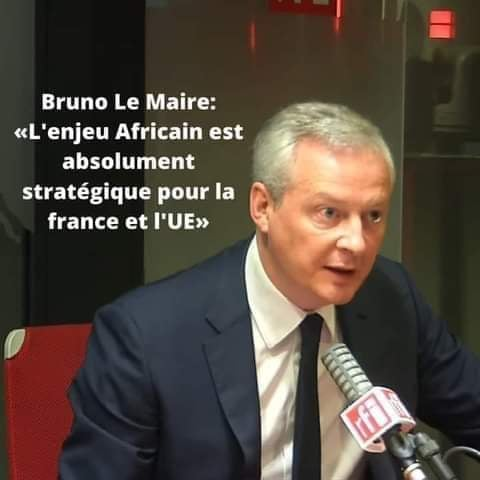 Bruno Le Maire:
«L'enjeu Africain est
absolument
stratégique pour la
france et l'UE»
rfi